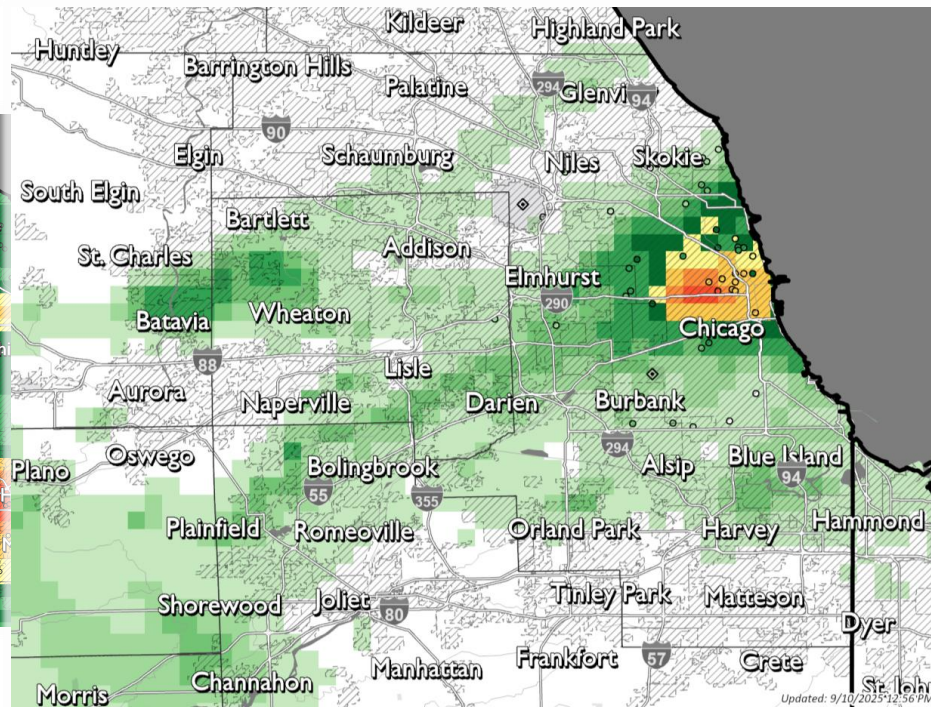 Kildeer
Highland Park
Huntley
Barrington Hills
Palatine
294
Glenvi
94
90
Elgin
Schaumburg
Niles
Skokie
South Elgin
Bartlett
St. Charles
Addison
Elmhurst
290
Batavia
Wheaton
Chicago
88
Lisle
Aurora
Naperville
Darien
Burbank
294
Oswego
Plano
Bolingbrook
Alsip
Blue Island
94
55
355
Plainfield
Romeoville
Orland Park
Harvey
Hammond
Shorewood
Joliet
80
Tinley Park
Matteson
Dyer
57
Manhattan
Frankfort
Crete
Channahon
Morris
St. John
Updated: 9/10/2025 12:56 PM